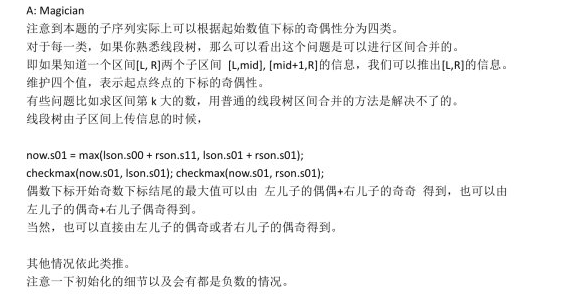 A: Magician
注意到本题的子序列实际上可以根据起始数值下标的奇偶性分为四类。
对于每一类，如果你熟悉线段树，那么可以看出这个问题是可以进行区间合并的。
即如果知道一个区间[L, R]两个子区间 [L,mid], [mid+1,R]的信息，我们可以推出[L,R]的信息。
维护四个值，表示起点终点的下标的奇偶性。
有些问题比如求区间第 k 大的数，用普通的线段树区间合并的方法是解决不了的。
线段树由子区间上传信息的时候，
now.s01 = max(lson.s00 + rson.s11, lson.s01 + rson.s01);
checkmax(now.s01, lson.s01); checkmax(now.s01, rson.s01);
偶数下标开始奇数下标结尾的最大值可以由 左儿子的偶偶+右儿子的奇奇 得到，也可以由
左儿子的偶奇+右儿子偶奇得到。
当然，也可以直接由左儿子的偶奇或者右儿子的偶奇得到。
其他情况依此类推。
注意一下初始化的细节以及会有都是负数的情况。